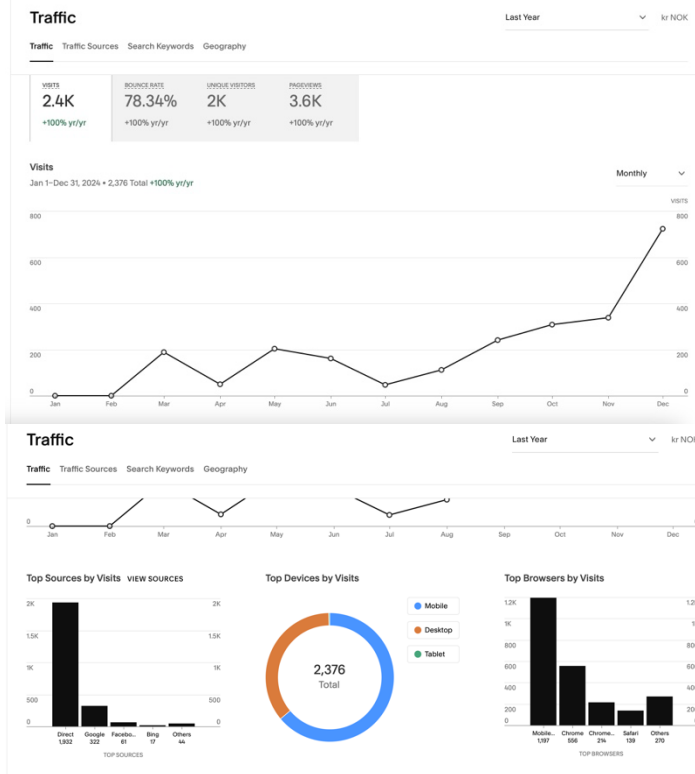 Traffic
Last Year
kr NOK
Traffic Traffic Sources Search Keywords Geography
VISITS BOUNCE RATE UNIQUE VISITORS PAGEVIEWS
2.4K 78.34% 2K 3.6K
+100% yr/yr +100% yr/yr +100% yr/yr +100% yr/yr
Visits
Jan 1–Dec 31, 2024 • 2,376 Total +100% yr/yr
Monthly
VISITS
800 800
600 600
400 400
200 200
0 0
Jan Feb Mar Apr May Jun Jul Aug Sep Oct Nov Dec
Traffic
Last Year
kr NOK
Traffic Traffic Sources Search Keywords Geography
0
Jan Feb Mar Apr May Jun Jul Aug Sep Oct Nov Dec
Top Sources by Visits VIEW SOURCES
2K 2K
1.5K 1.5K
1K 1K
500 500
0 0
Direct Google Facebo... Bing Others
1,932 322 61 17 44
TOP SOURCES
Top Devices by Visits
2,376
Total
Mobile
Desktop
Tablet
Top Browsers by Visits
1.2K
1K
800
600
400
200
0
Mobile... Chrome Chrome... Safari Others
1,197 556 214 139 270
TOP BROWSERS